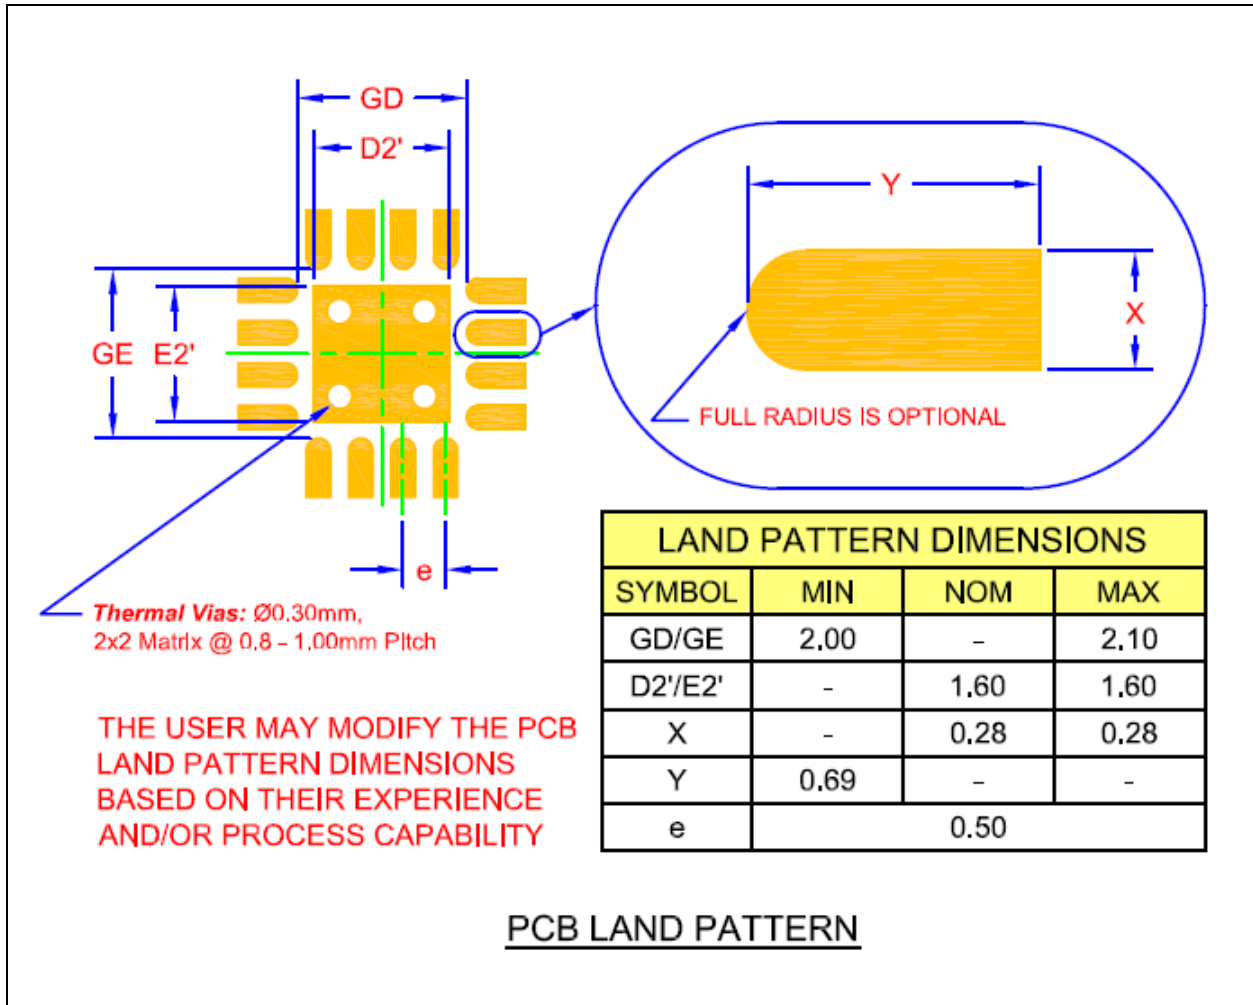 GD
D2'
Y
X
GE E2'
FULL RADIUS IS OPTIONAL
e
Thermal Vias: Ø0.30mm,
2x2 Matrix @ 0.8 – 1.00mm Pitch
THE USER MAY MODIFY THE PCB
LAND PATTERN DIMENSIONS
BASED ON THEIR EXPERIENCE
AND/OR PROCESS CAPABILITY
LAND PATTERN DIMENSIONS
SYMBOL MIN NOM MAX
GD/GE 2.00 - 2.10
D2'/E2' - 1.60 1.60
X - 0.28 0.28
Y 0.69 - -
e 0.50
PCB LAND PATTERN